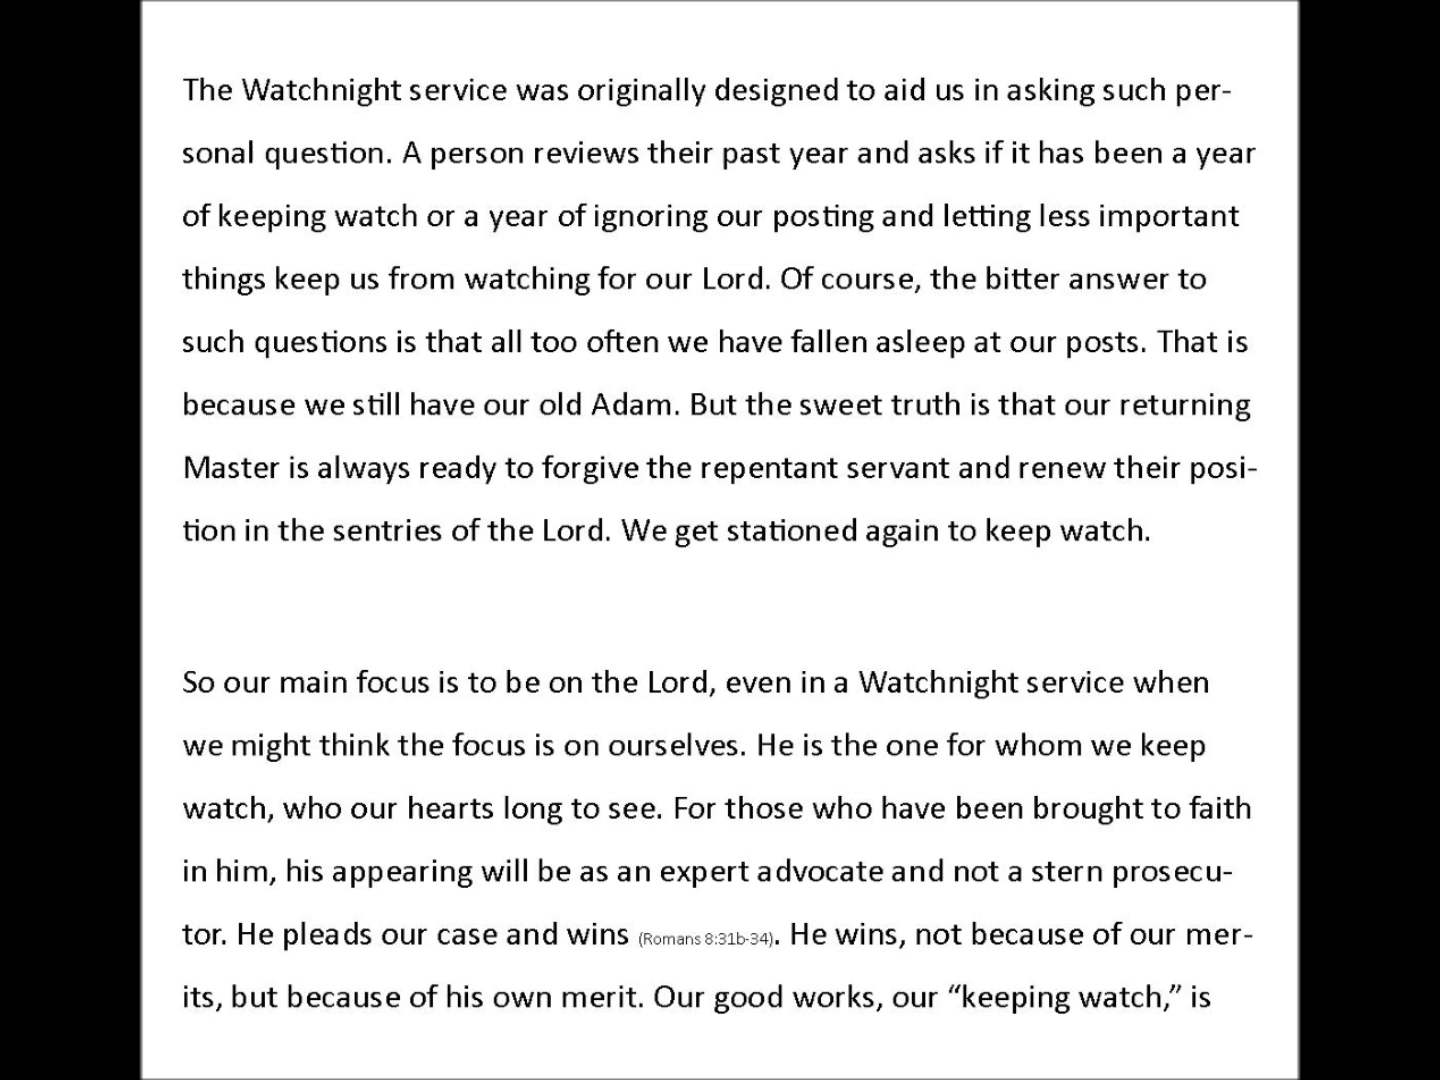 The Watchnight service was originally designed to aid us in asking such per-
sonal question. A person reviews their past year and asks if it has been a year
of keeping watch or a year of ignoring our posting and letting less important
things keep us from watching for our Lord. Of course, the bitter answer to
such questions is that all too often we have fallen asleep at our posts. That is
because we still have our old Adam. But the sweet truth is that our returning
Master is always ready to forgive the repentant servant and renew their posi-
tion in the sentries of the Lord. We get stationed again to keep watch.
So our main focus is to be on the Lord, even in a Watchnight service when
we might think the focus is on ourselves. He is the one for whom we keep
watch, who our hearts long to see. For those who have been brought to faith
in him, his appearing will be as an expert advocate and not a stern prosecu-
tor. He pleads our case and wins (Romans 8:31b-34). He wins, not because of our mer-
its, but because of his own merit. Our good works, our “keeping watch,” is